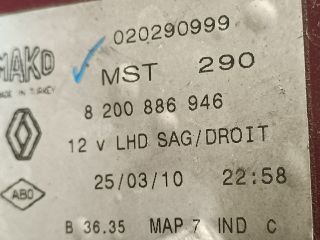 020290999
MAKO
MADE IN TURKEY
MST 290
8 200 886 946
12 v LHD SAG/DROIT
ABO
25/03/10 22:58
B 36.35 MAP 7 IND C